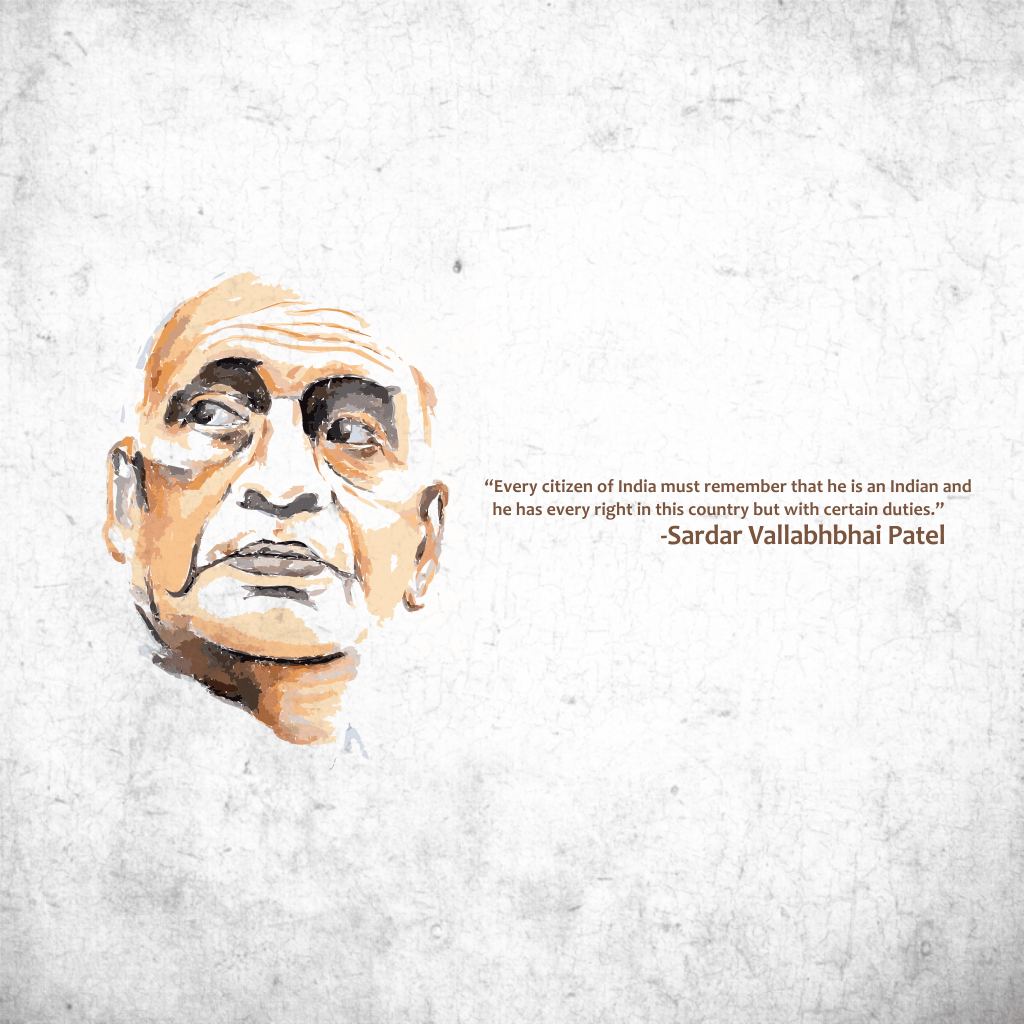 “Every citizen of India must remember that he is an Indian and
he has every right in this country but with certain duties.”
-Sardar Vallabhbhai Patel